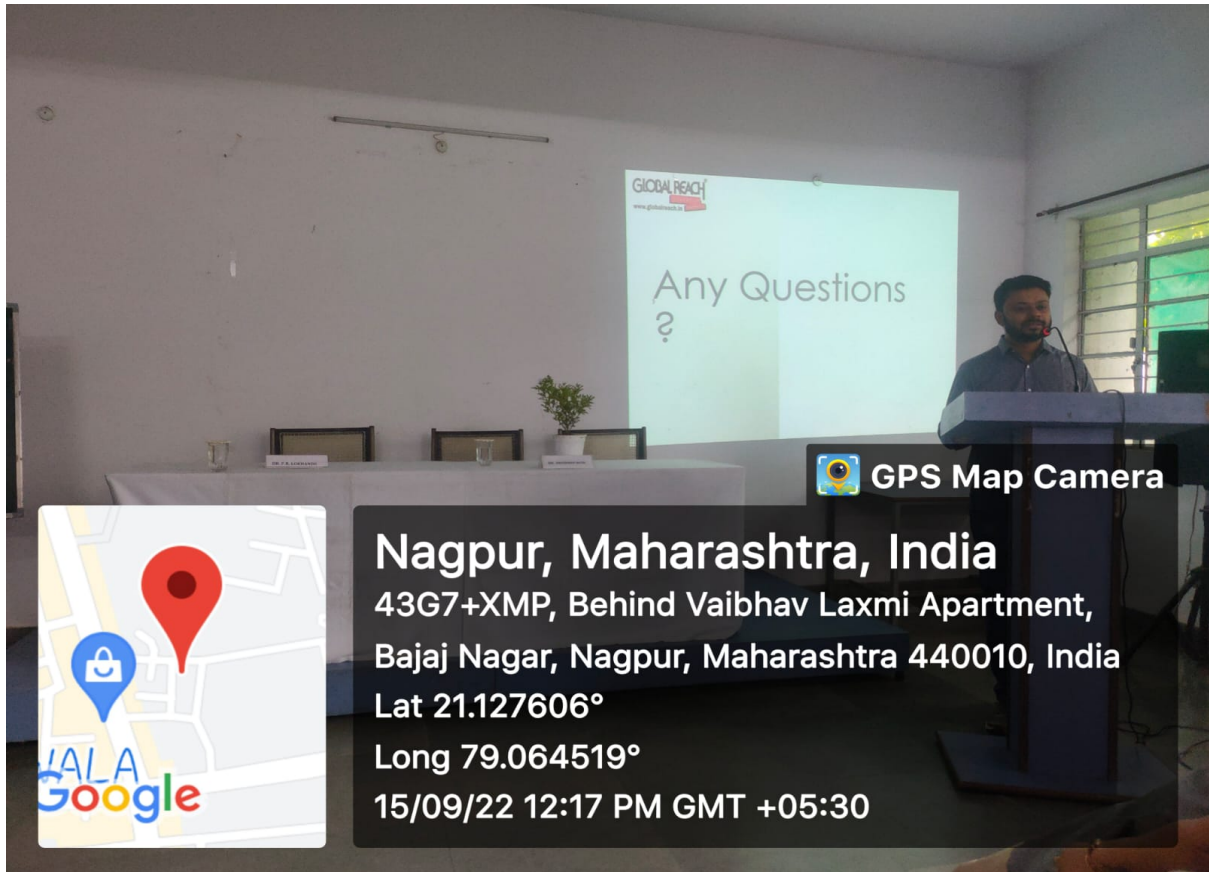 GLOBAL REACH
www.globalreach.in
Any Questions
?
GPS Map Camera
Nagpur, Maharashtra, India
43G7+XMP, Behind Vaibhav Laxmi Apartment,
Bajaj Nagar, Nagpur, Maharashtra 440010, India
Lat 21.127606°
Long 79.064519°
15/09/22 12:17 PM GMT +05:30
Google